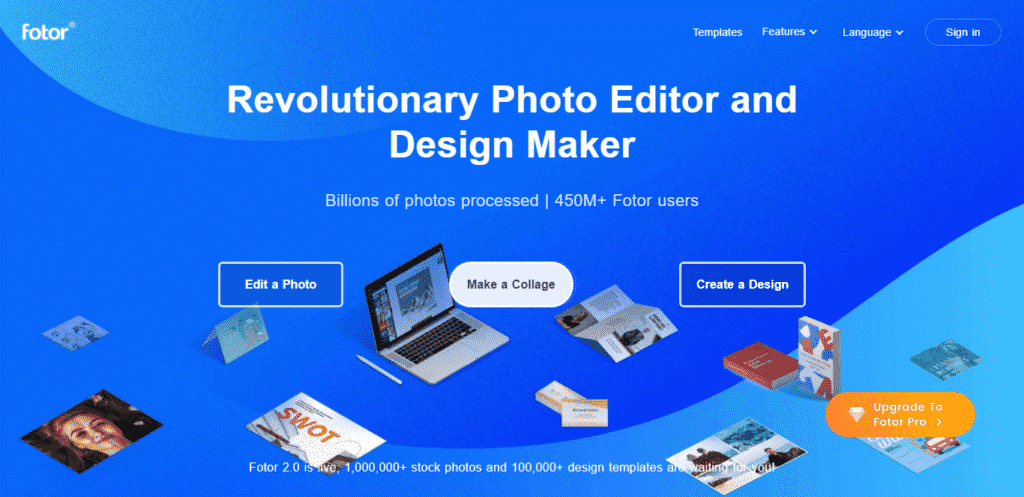 fotor®
Templates
Features
Language
Sign in
Revolutionary Photo Editor and
Design Maker
Billions of photos processed | 450M+ Fotor users
Edit a Photo
Make a Collage
Create a Design
SWOT
Upgrade To
Fotor Pro >
Fotor 2.0 is live, 1,000,000+ stock photos and 100,000+ design templates are waiting for you!